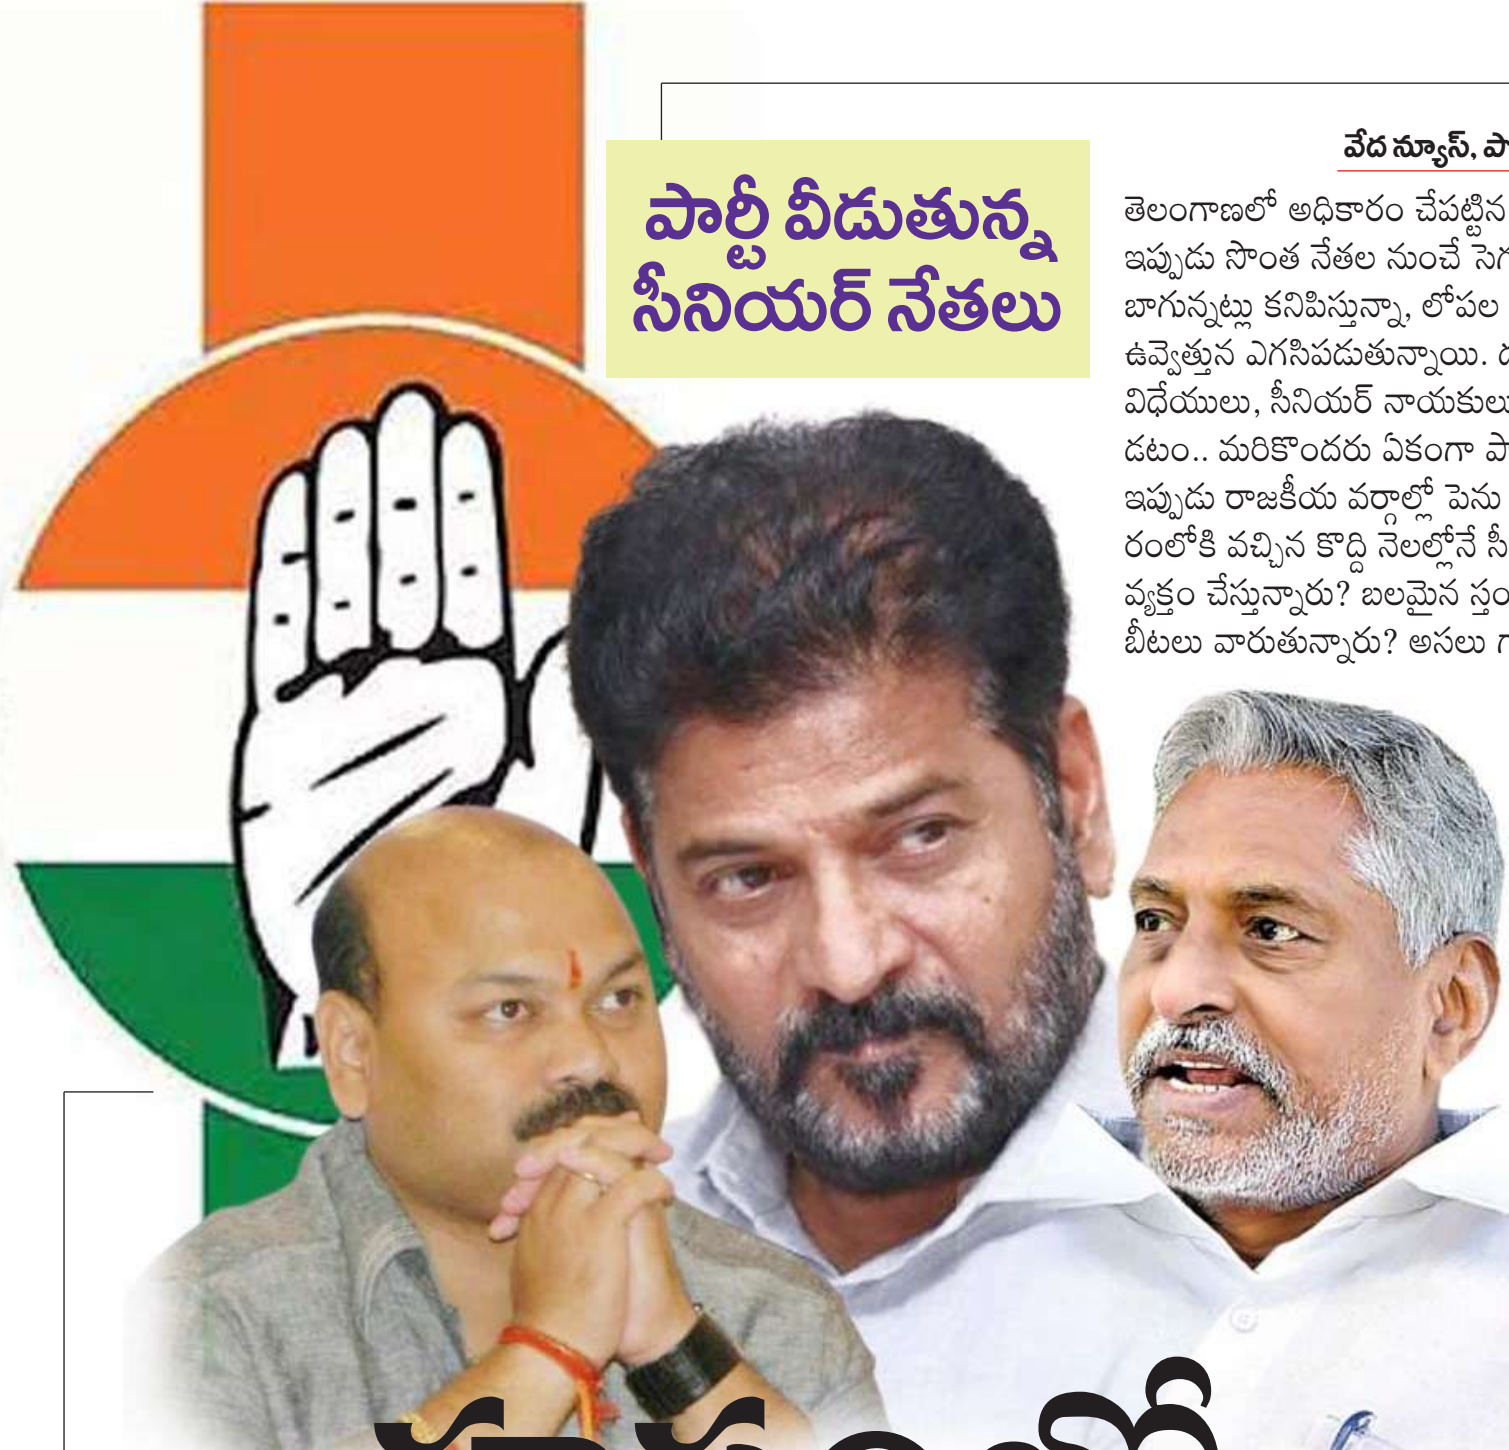 పార్టీ వీడుతున్న
సీనియర్ నేతలు
వేద న్యూస్,
తెలంగాణలో అధికారం చేపట్టిన
ఇప్పుడు సొంత నేతల నుంచే
బాగున్నట్లు కనిపిస్తున్నా, లోపల
ఉవ్వెత్తున ఎగసిపడుతున్నాయి.
విధేయులు, సీనియర్ నాయకులు
డటం.. మరికొందరు ఏకంగా
ఇప్పుడు రాజకీయ వర్గాల్లో పెను
రంలోకి వచ్చిన కొద్ది నెలల్లోనే
వ్యక్తం చేస్తున్నారు? బలమైన
బీటలు వారుతున్నారు? అసలు